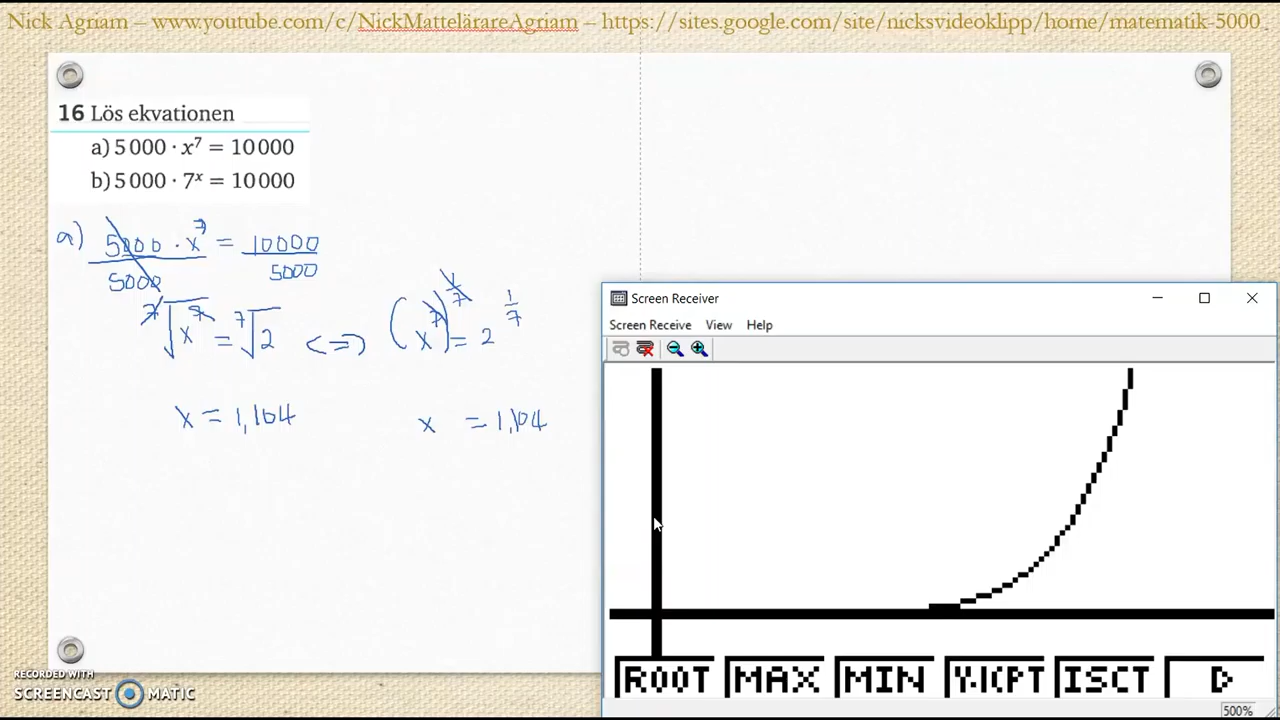 Nick Agriam – www.youtube.com/c/NickMattelärareAgriam – https://sites.google.com/site/nicksvideoklipp/home/matematik-5000
16 Lös ekvationen
a) 5 000 · x⁷ = 10 000
b) 5 000 · 7ˣ = 10 000
a) 5000 · x⁷ / 5000 = 10000 / 5000
⁷√x⁷ = ⁷√2 <=> (x⁷)^1/7 = 2^1/7
x = 1,104 x = 1,104
Screen Receiver
Screen Receiver View Help
ROOT MAX MIN Y-ICPT ISCT ▷
500%
RECORDED WITH
SCREENCAST MATIC